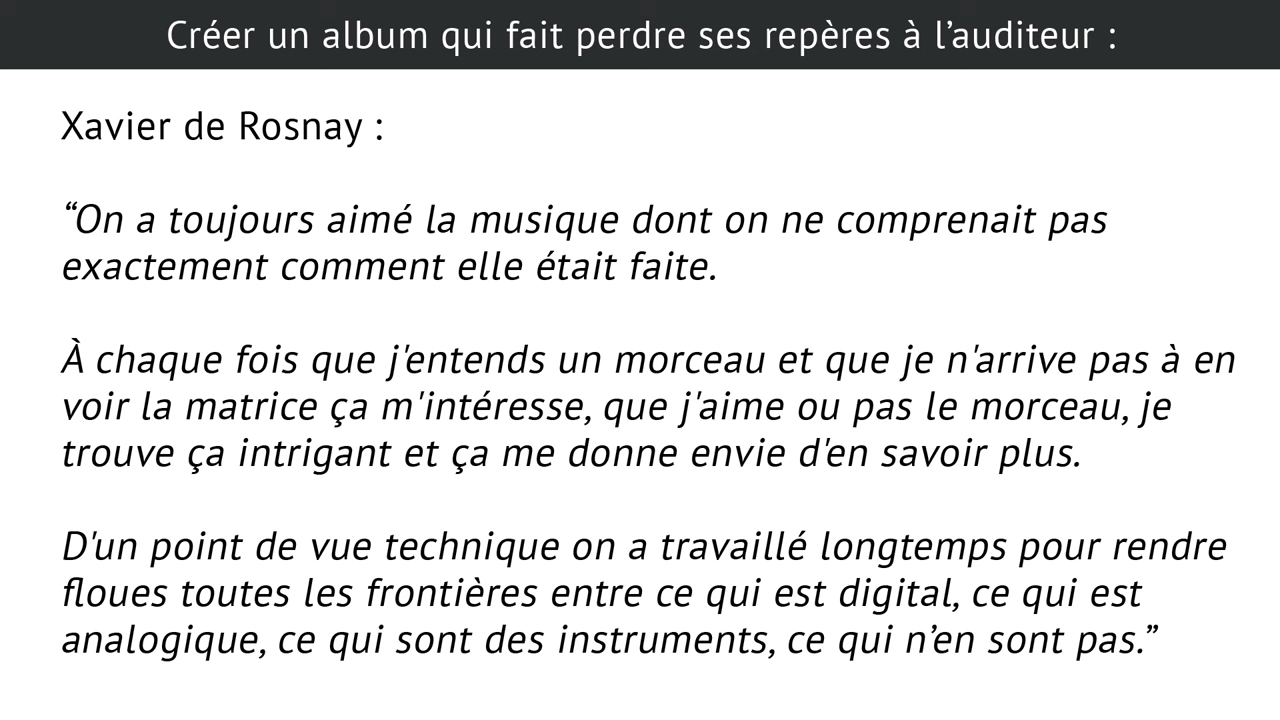 Créer un album qui fait perdre ses repères à l’auditeur :
Xavier de Rosnay :
“On a toujours aimé la musique dont on ne comprenait pas
exactement comment elle était faite.
À chaque fois que j'entends un morceau et que je n'arrive pas à en
voir la matrice ça m'intéresse, que j'aime ou pas le morceau, je
trouve ça intrigant et ça me donne envie d'en savoir plus.
D'un point de vue technique on a travaillé longtemps pour rendre
floues toutes les frontières entre ce qui est digital, ce qui est
analogique, ce qui sont des instruments, ce qui n’en sont pas.”